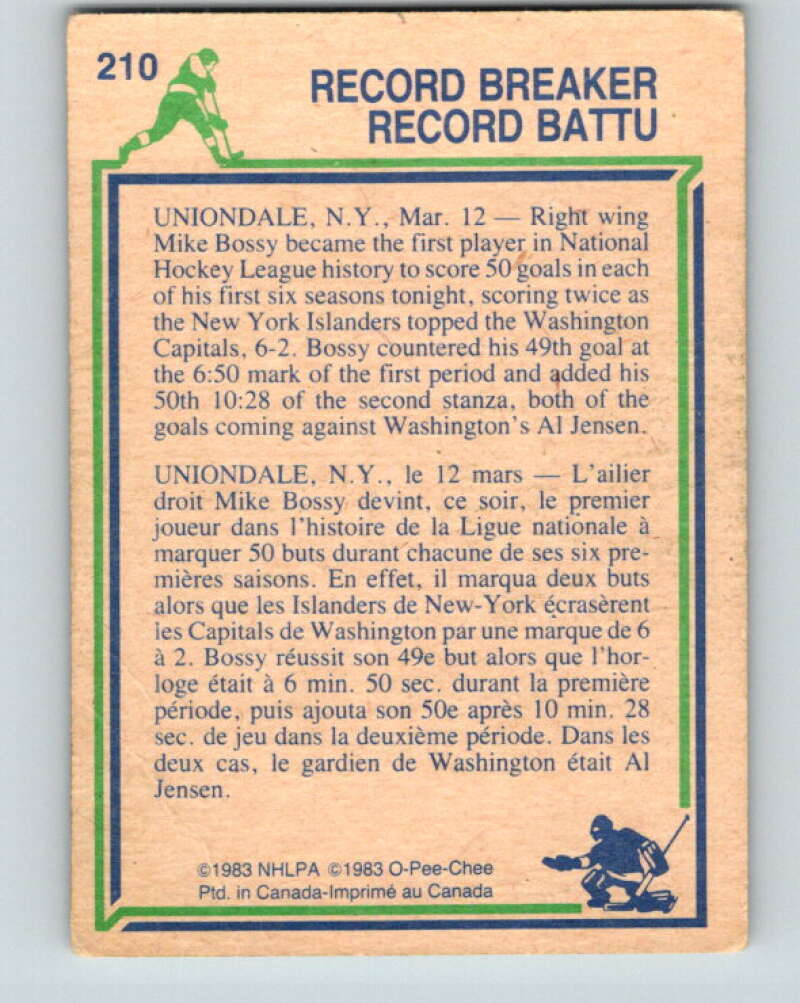 210
RECORD BREAKER
RECORD BATTU
UNIONDALE, N.Y., Mar. 12 — Right wing
Mike Bossy became the first player in National
Hockey League history to score 50 goals in each
of his first six seasons tonight, scoring twice as
the New York Islanders topped the Washington
Capitals, 6-2. Bossy countered his 49th goal at
the 6:50 mark of the first period and added his
50th 10:28 of the second stanza, both of the
goals coming against Washington's Al Jensen.
UNIONDALE, N.Y., le 12 mars — L'ailier
droit Mike Bossy devint, ce soir, le premier
joueur dans l'histoire de la Ligue nationale à
marquer 50 buts durant chacune de ses six pre-
mières saisons. En effet, il marqua deux buts
alors que les Islanders de New-York écrasèrent
les Capitals de Washington par une marque de 6
à 2. Bossy réussit son 49e but alors que l'hor-
loge était à 6 min. 50 sec. durant la première
période, puis ajouta son 50e après 10 min. 28
sec. de jeu dans la deuxième période. Dans les
deux cas, le gardien de Washington était Al
Jensen.
©1983 NHLPA ©1983 O-Pee-Chee
Ptd. in Canada-Imprimé au Canada